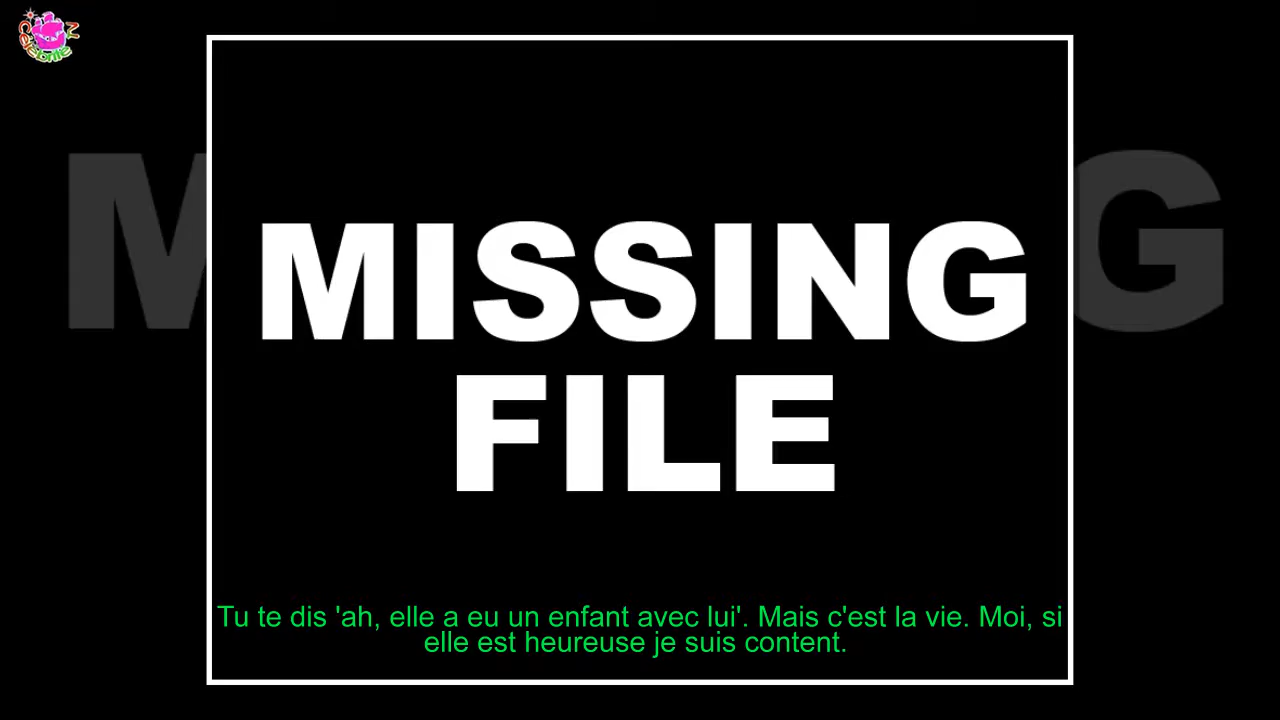 Célébrité
Z
MISSING
FILE
Tu te dis 'ah, elle a eu un enfant avec lui'. Mais c'est la vie. Moi, si
elle est heureuse je suis content.